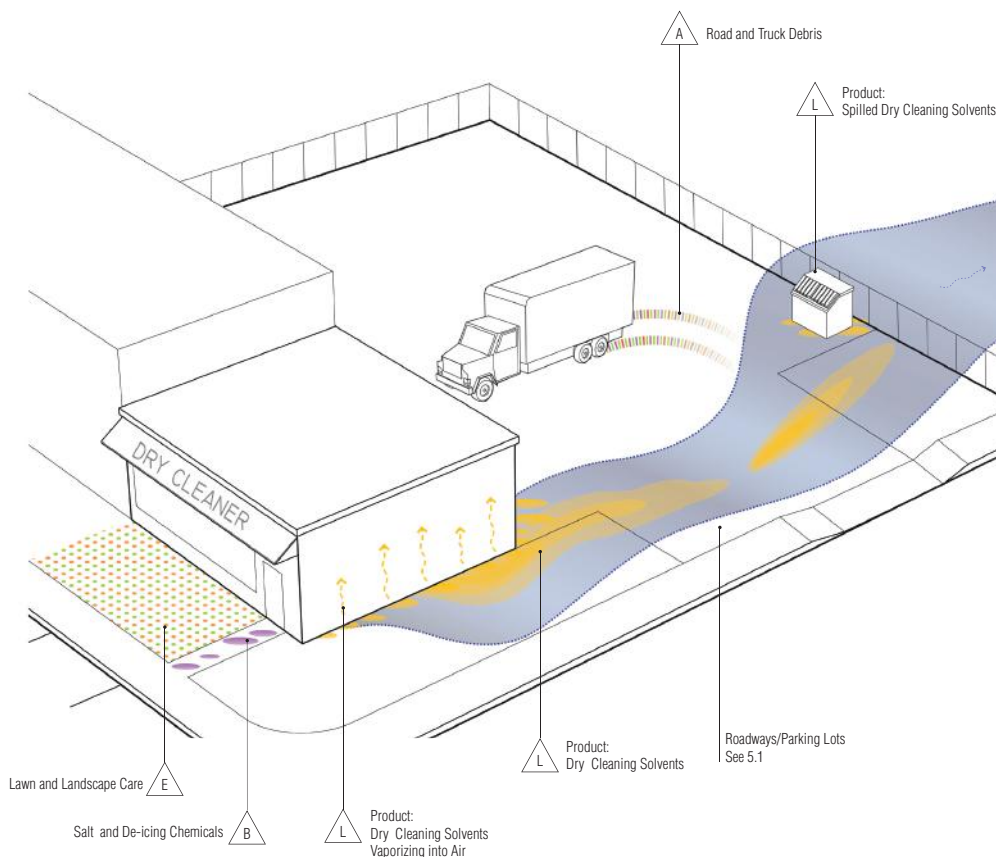 A Road and Truck Debris
L Product:
Spilled Dry Cleaning Solvents
DRY CLEANER
L Product:
Dry Cleaning Solvents
Roadways/Parking Lots
See 5.1
Lawn and Landscape Care E
Salt and De-icing Chemicals B
L Product:
Dry Cleaning Solvents
Vaporizing into Air